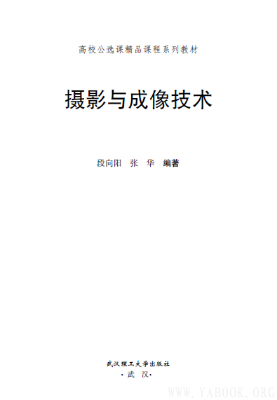 高校公选课精品课程系列教材
摄影与成像技术
段向阳 张 华 编著
武汉理工大学出版社
·武 汉·
WWW.YABOOK.ORG